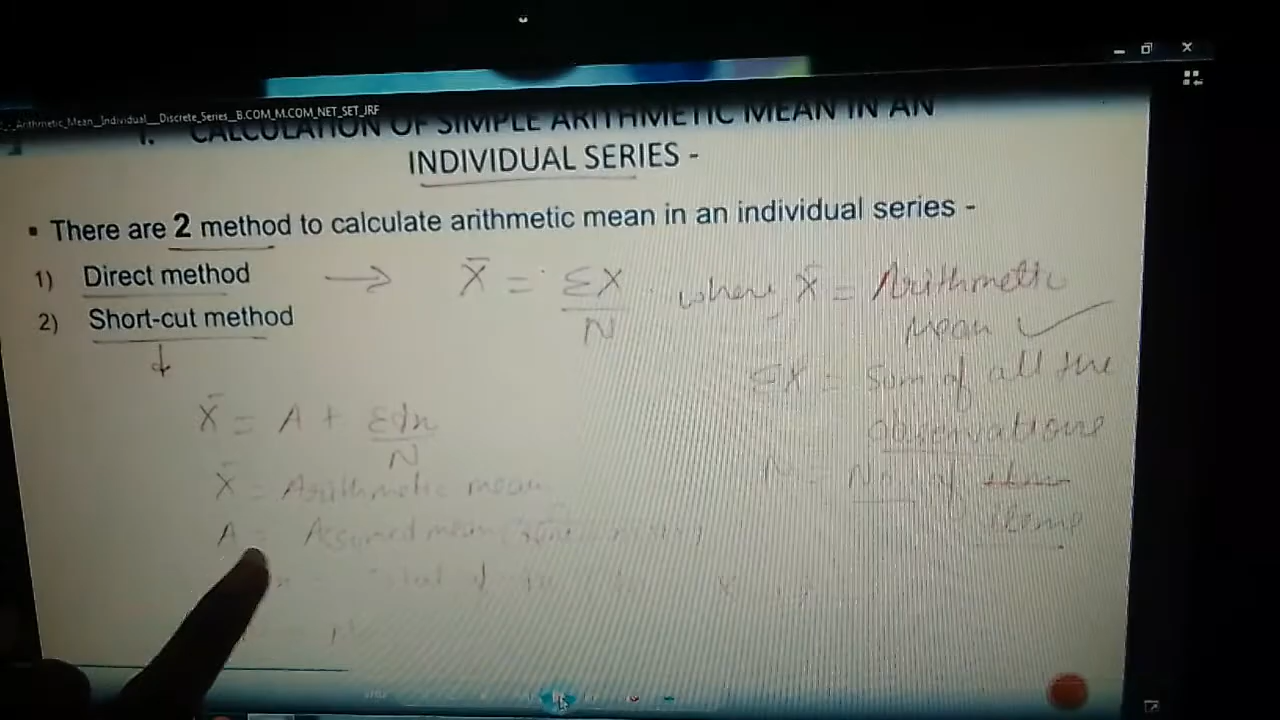 Arithmetic_Mean_Individual__Discrete_Series_B.COM_M.COM_NET_SET_JRF
1. CALCULATION OF SIMPLE ARITHMETIC MEAN IN AN
INDIVIDUAL SERIES -
▪ There are 2 method to calculate arithmetic mean in an individual series -
1) Direct method → X̄ = ΣX/N where, X̄ = Arithmetic mean ✓
2) Short-cut method
ΣX = Sum of all the
observations
X̄ = A + Σdx/N
N = No. of
items
X̄ = Arithmetic mean
A = Assumed mean